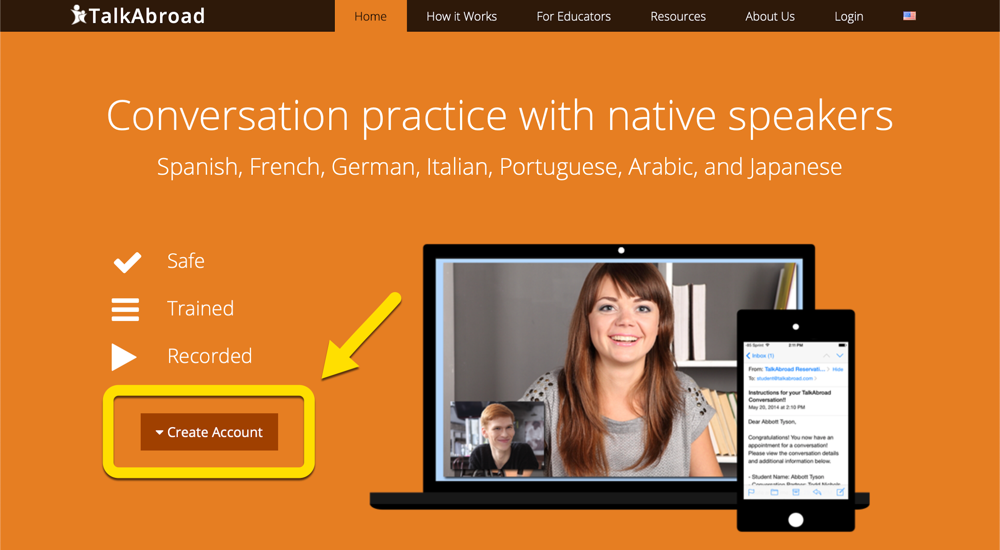 TalkAbroad
Home
How it Works
For Educators
Resources
About Us
Login
Conversation practice with native speakers
Spanish, French, German, Italian, Portuguese, Arabic, and Japanese
Safe
Trained
Recorded
Create Account
-85 Sprint 2:11 PM
Inbox (1)
From: TalkAbroad Reservati... Hide
To: student@talkabroad.com
Instructions for your TalkAbroad
Conversation!!
May 20, 2014 at 2:10 PM
Dear Abbott Tyson,
Congratulations! You now have an
appointment for a conversation!
Please view the conversation details
and additional information below.
- Student Name: Abbott Tyson
- Conversation Partner: Todd Nichols